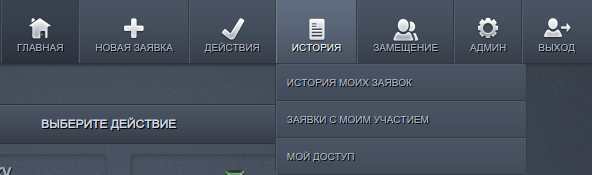 ГЛАВНАЯ НОВАЯ ЗАЯВКА ДЕЙСТВИЯ ИСТОРИЯ ЗАМЕЩЕНИЕ АДМИН ВЫХОД
ИСТОРИЯ МОИХ ЗАЯВОК
ЗАЯВКИ С МОИМ УЧАСТИЕМ
ВЫБЕРИТЕ ДЕЙСТВИЕ
МОЙ ДОСТУП